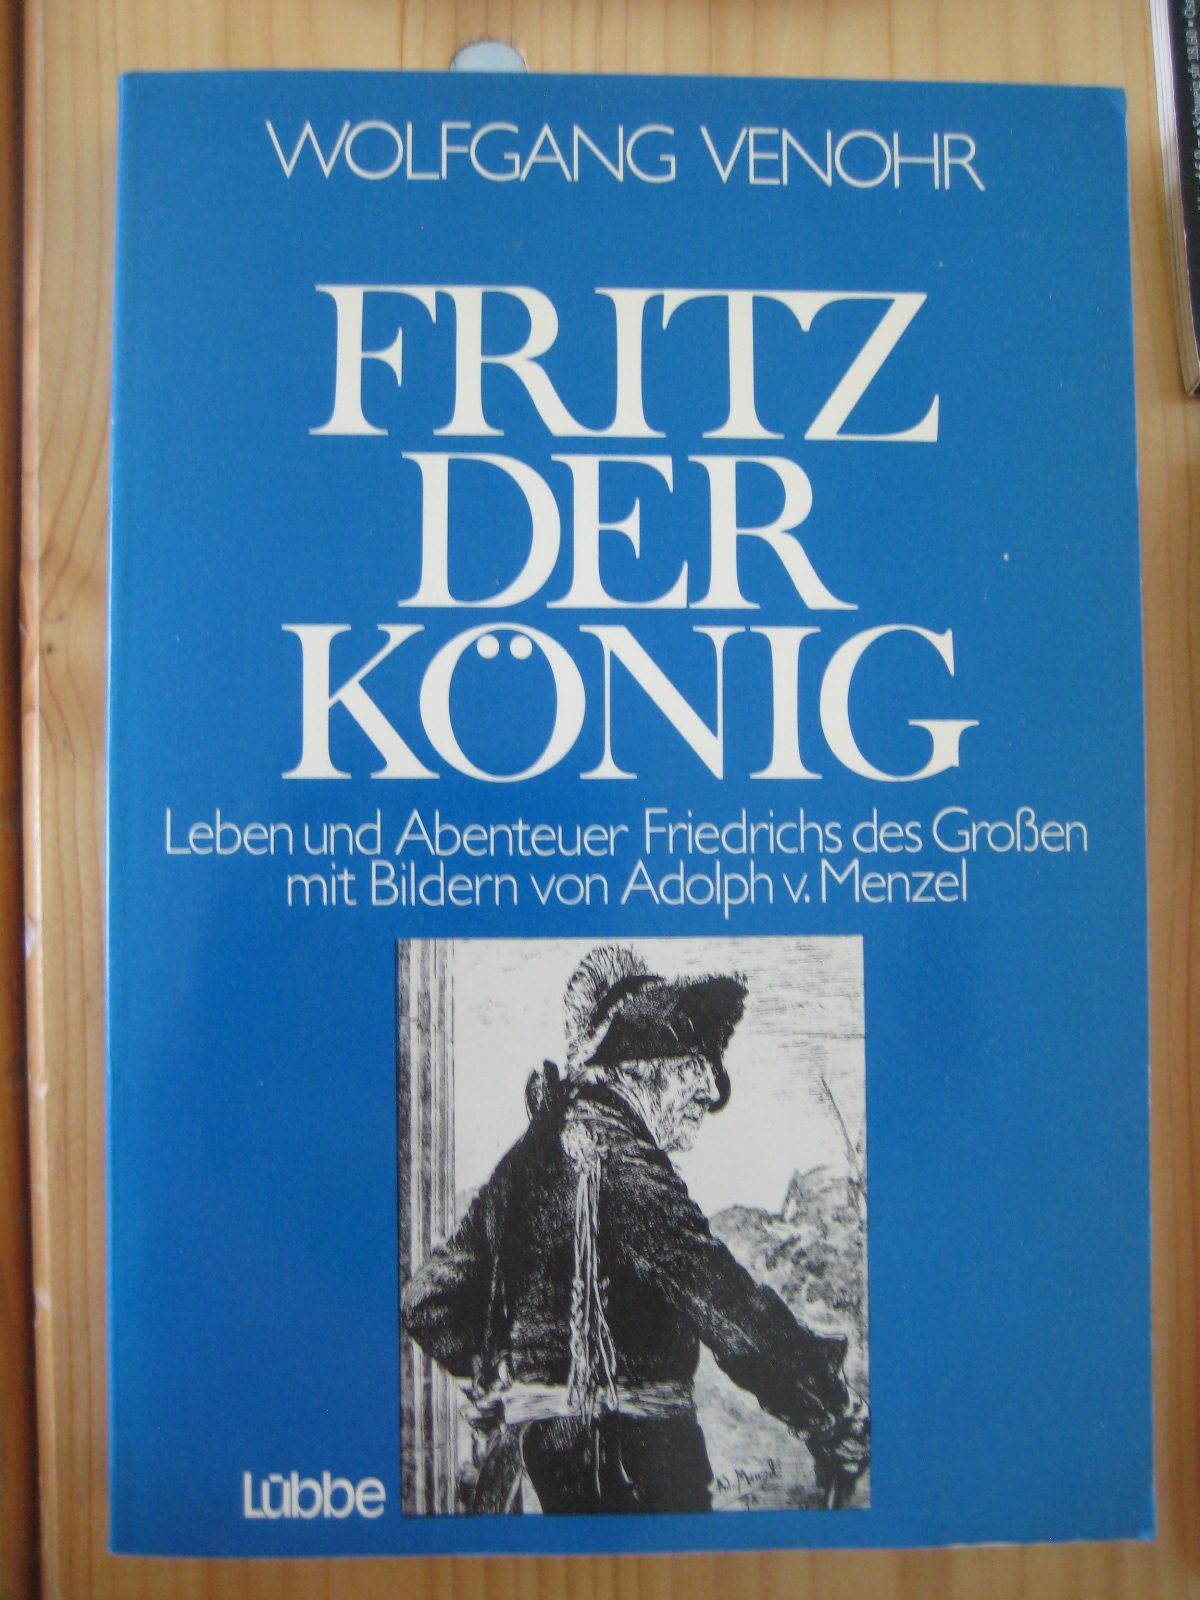 WOLFGANG VENOHR
FRITZ
DER
KÖNIG
Leben und Abenteuer Friedrichs des Großen
mit Bildern von Adolph v. Menzel
Lübbe